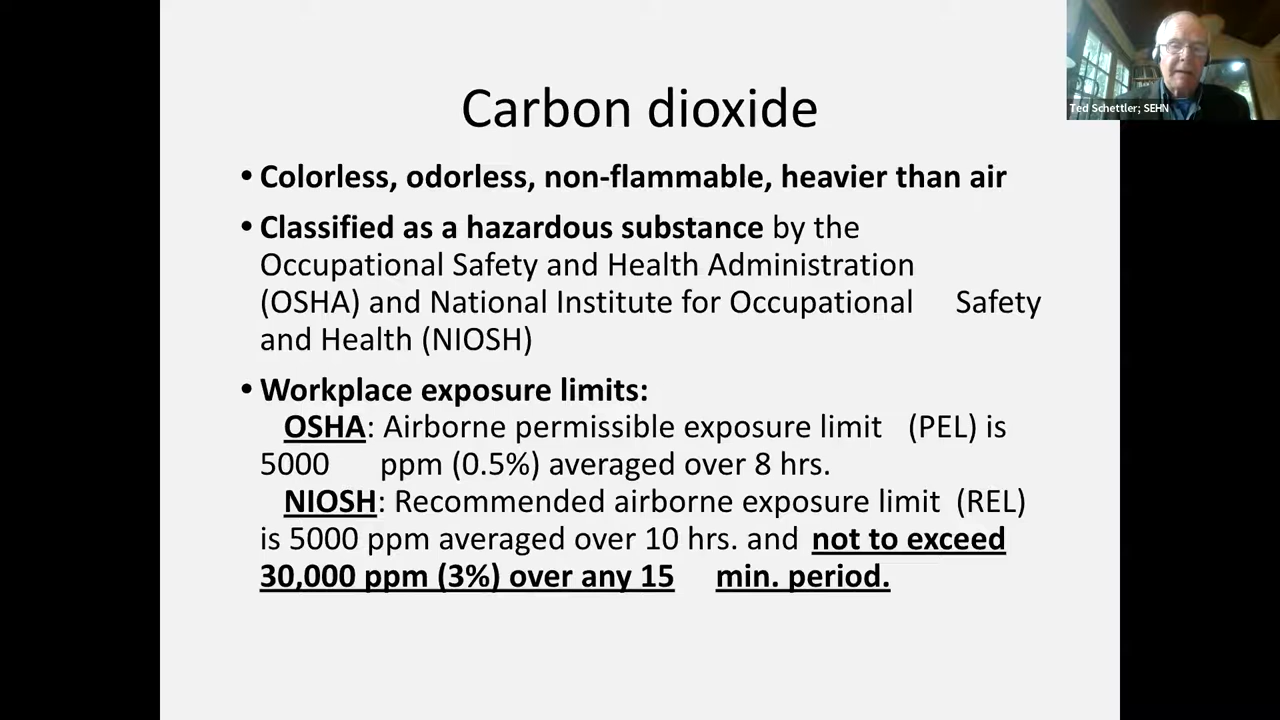 Carbon dioxide
• Colorless, odorless, non-flammable, heavier than air
• Classified as a hazardous substance by the
Occupational Safety and Health Administration
(OSHA) and National Institute for Occupational Safety
and Health (NIOSH)
• Workplace exposure limits:
OSHA: Airborne permissible exposure limit (PEL) is
5000 ppm (0.5%) averaged over 8 hrs.
NIOSH: Recommended airborne exposure limit (REL)
is 5000 ppm averaged over 10 hrs. and not to exceed
30,000 ppm (3%) over any 15 min. period.
Ted Schettler; SEHN